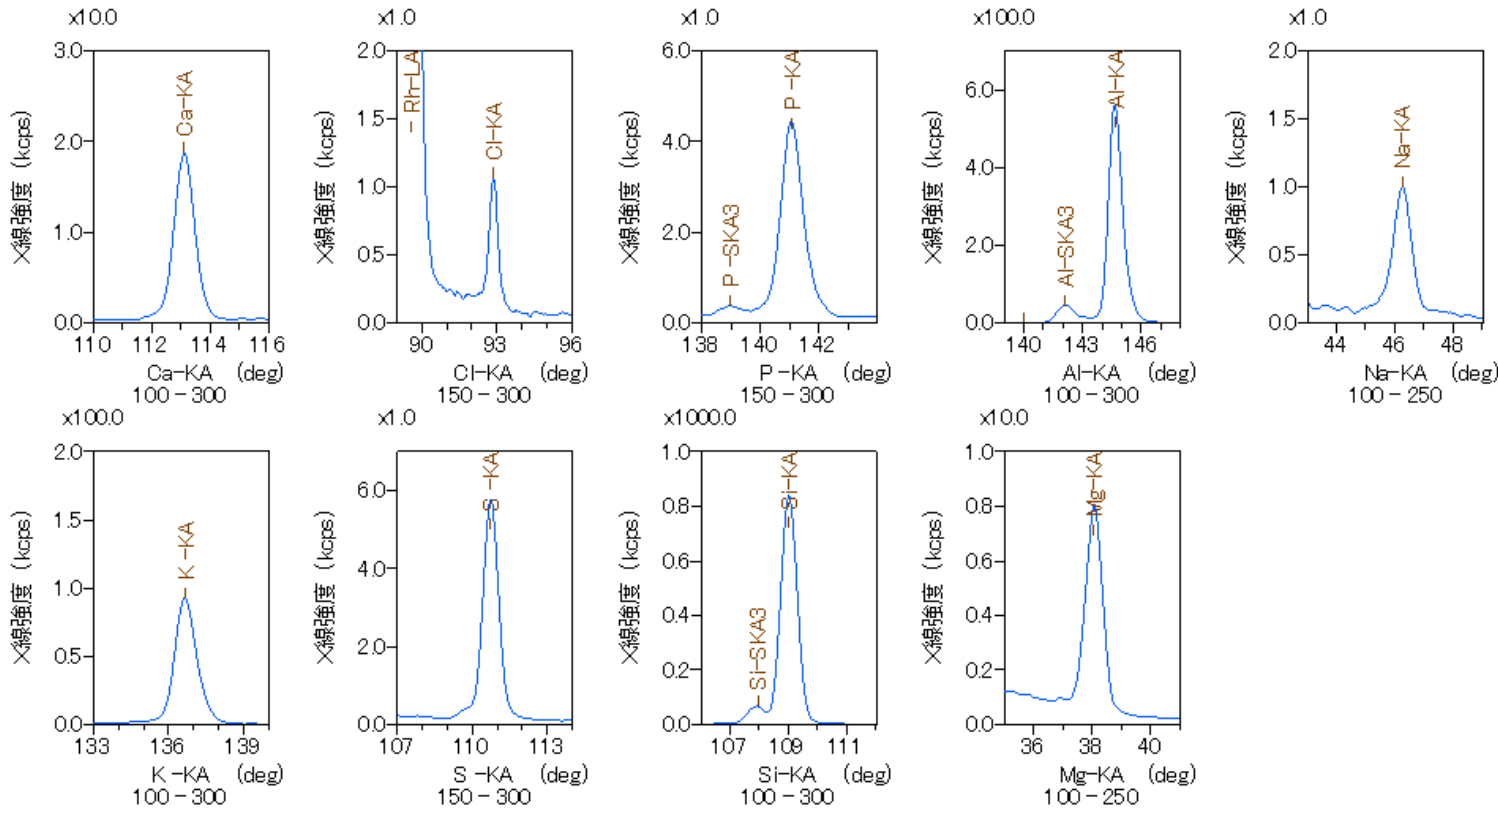 x10.0
3.0
2.0
1.0
0.0
X線強度 (kcps)
Ca-KA
110 112 114 116
Ca-KA (deg)
100-300
x1.0
2.0
1.5
1.0
0.5
0.0
X線強度 (kcps)
Rh-LA
Cl-KA
90 93 96
Cl-KA (deg)
150-300
x1.0
6.0
4.0
2.0
0.0
X線強度 (kcps)
P -SKA3
P -KA
138 140 142
P -KA (deg)
150-300
x100.0
6.0
4.0
2.0
0.0
X線強度 (kcps)
Al-SKA3
Al-KA
140 143 146
Al-KA (deg)
100-300
x1.0
2.0
1.5
1.0
0.5
0.0
X線強度 (kcps)
Na-KA
44 46 48
Na-KA (deg)
100-250
x100.0
2.0
1.5
1.0
0.5
0.0
X線強度 (kcps)
K -KA
133 136 139
K -KA (deg)
100-300
x1.0
6.0
4.0
2.0
0.0
X線強度 (kcps)
S -KA
107 110 113
S -KA (deg)
150-300
x1000.0
1.0
0.8
0.6
0.4
0.2
0.0
X線強度 (kcps)
Si-SKA3
Si-KA
107 109 111
Si-KA (deg)
100-300
x10.0
1.0
0.8
0.6
0.4
0.2
0.0
X線強度 (kcps)
Mg-KA
36 38 40
Mg-KA (deg)
100-250